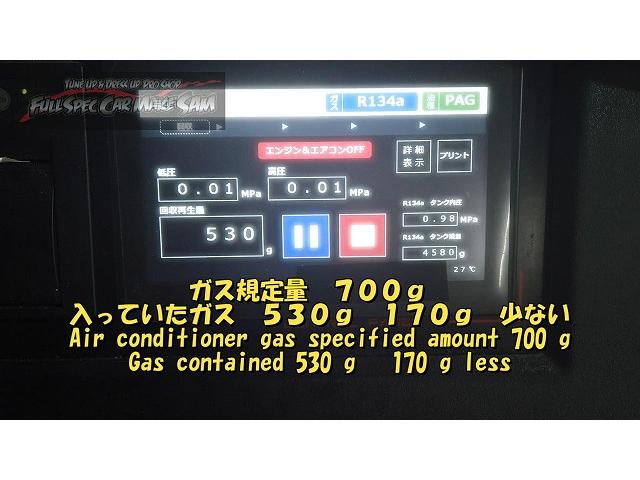 TUNE UP & DRESS UP PRO SHOP
FULL SPEC CAR MAKE SAM
ガス R134a 油種 PAG
回収
エンジン&エアコンOFF
詳細表示 プリント
低圧 高圧
0.01 MPa 0.01 MPa
R134a タンク内圧
0.98 MPa
回収再生量
530 g
R134a タンク残量
4580 g
27℃
ガス規定量 700g
入っていたガス 530g 170g 少ない
Air conditioner gas specified amount 700 g
Gas contained 530 g 170 g less